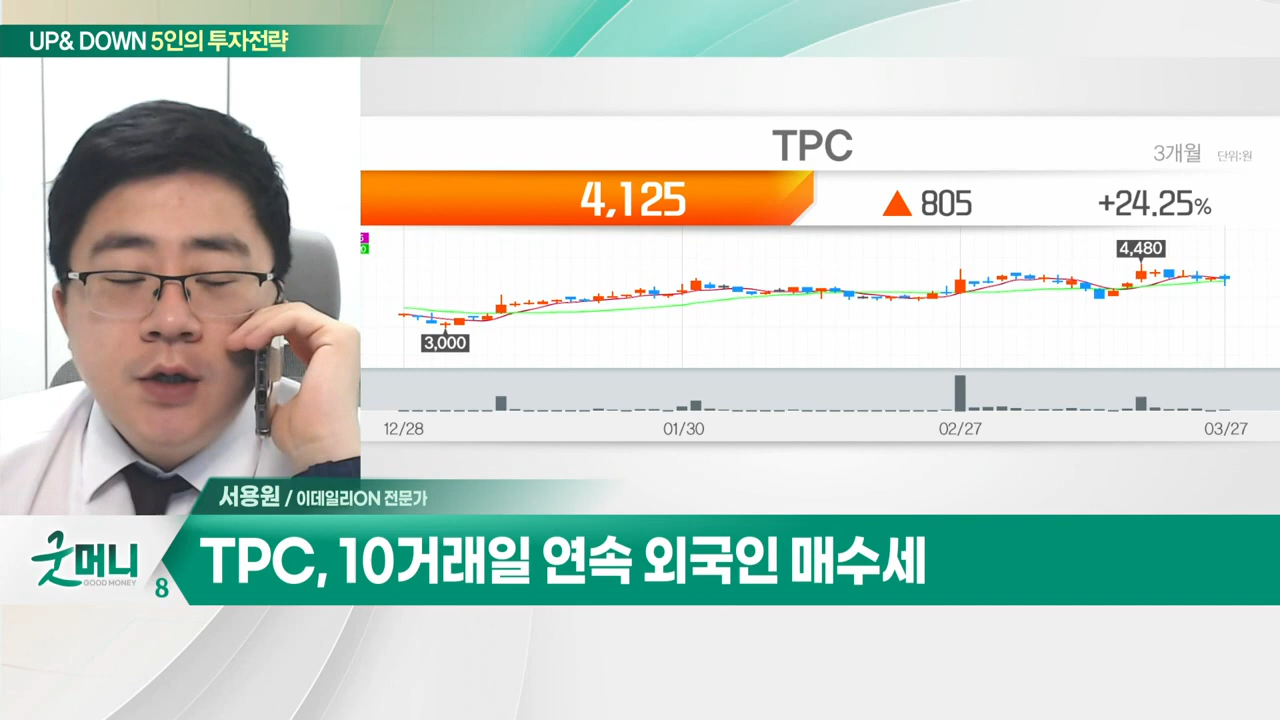 UP& DOWN 5인의 투자전략
TPC
3개월 단위:원
4,125
▲ 805
+24.25%
4,480
3,000
12/28 01/30 02/27 03/27
서용원 / 이데일리ON 전문가
굿머니
GOOD MONEY
8
TPC, 10거래일 연속 외국인 매수세